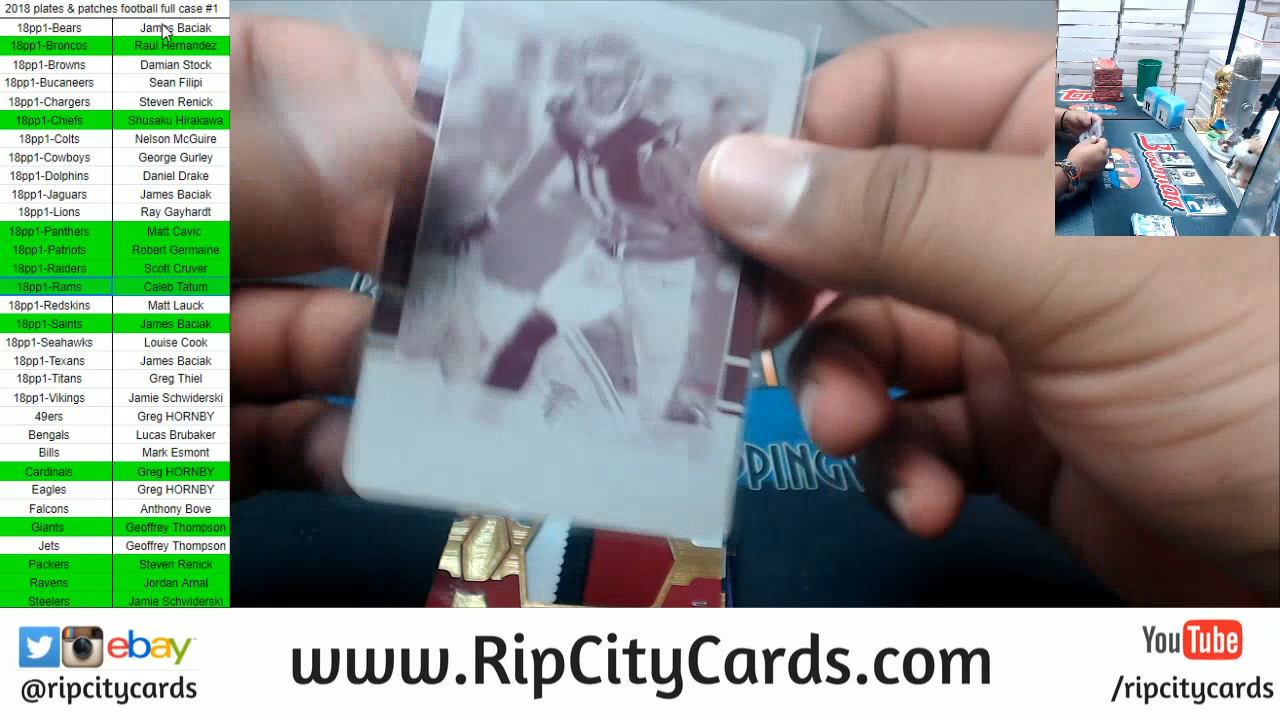 2018 plates & patches football full case #1
18pp1-Bears James Baciak
18pp1-Broncos Raul Hernandez
18pp1-Browns Damian Stock
18pp1-Bucaneers Sean Filipi
18pp1-Chargers Steven Renick
18pp1-Chiefs Shusaku Hirakawa
18pp1-Colts Nelson McGuire
18pp1-Cowboys George Gurley
18pp1-Dolphins Daniel Drake
18pp1-Jaguars James Baciak
18pp1-Lions Ray Gayhardt
18pp1-Panthers Matt Cavic
18pp1-Patriots Robert Germaine
18pp1-Raiders Scott Cruver
18pp1-Rams Caleb Tatum
18pp1-Redskins Matt Lauck
18pp1-Saints James Baciak
18pp1-Seahawks Louise Cook
18pp1-Texans James Baciak
18pp1-Titans Greg Thiel
18pp1-Vikings Jamie Schwiderski
49ers Greg HORNBY
Bengals Lucas Brubaker
Bills Mark Esmont
Cardinals Greg HORNBY
Eagles Greg HORNBY
Falcons Anthony Bove
Giants Geoffrey Thompson
Jets Geoffrey Thompson
Packers Steven Renick
Ravens Jordan Arnal
Steelers Jamie Schwiderski
Topps
Bowman
11
PPING
ebay
@ripcitycards
www.RipCityCards.com
YouTube
/ripcitycards